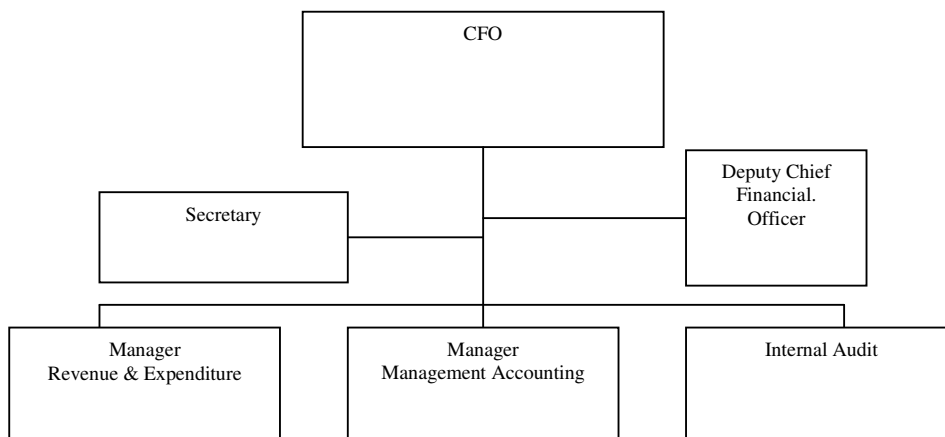 CFO
Deputy Chief
Financial.
Officer
Secretary
Manager
Revenue & Expenditure
Manager
Management Accounting
Internal Audit